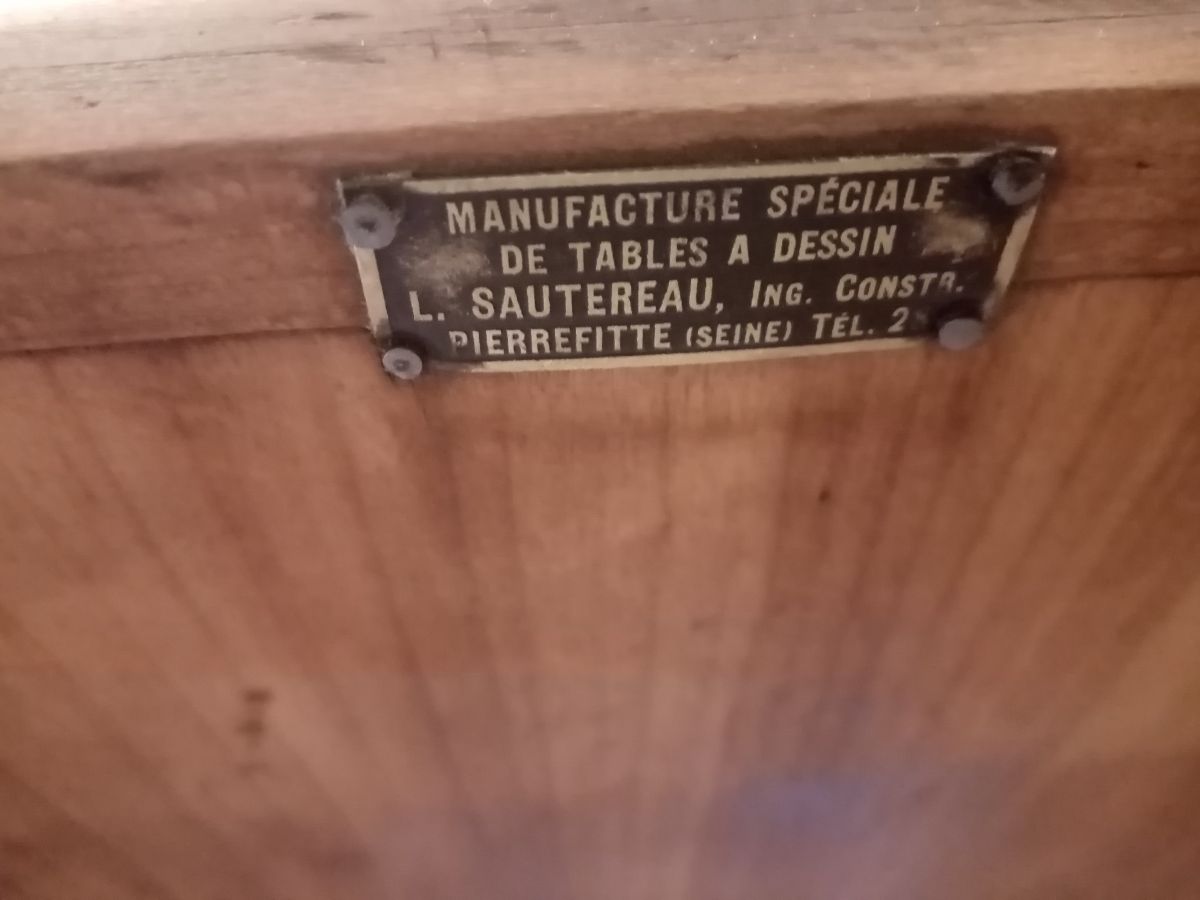 MANUFACTURE SPÉCIALE
DE TABLES A DESSIN
L. SAUTEREAU, ING. CONSTR.
PIERREFITTE (SEINE) TÉL.